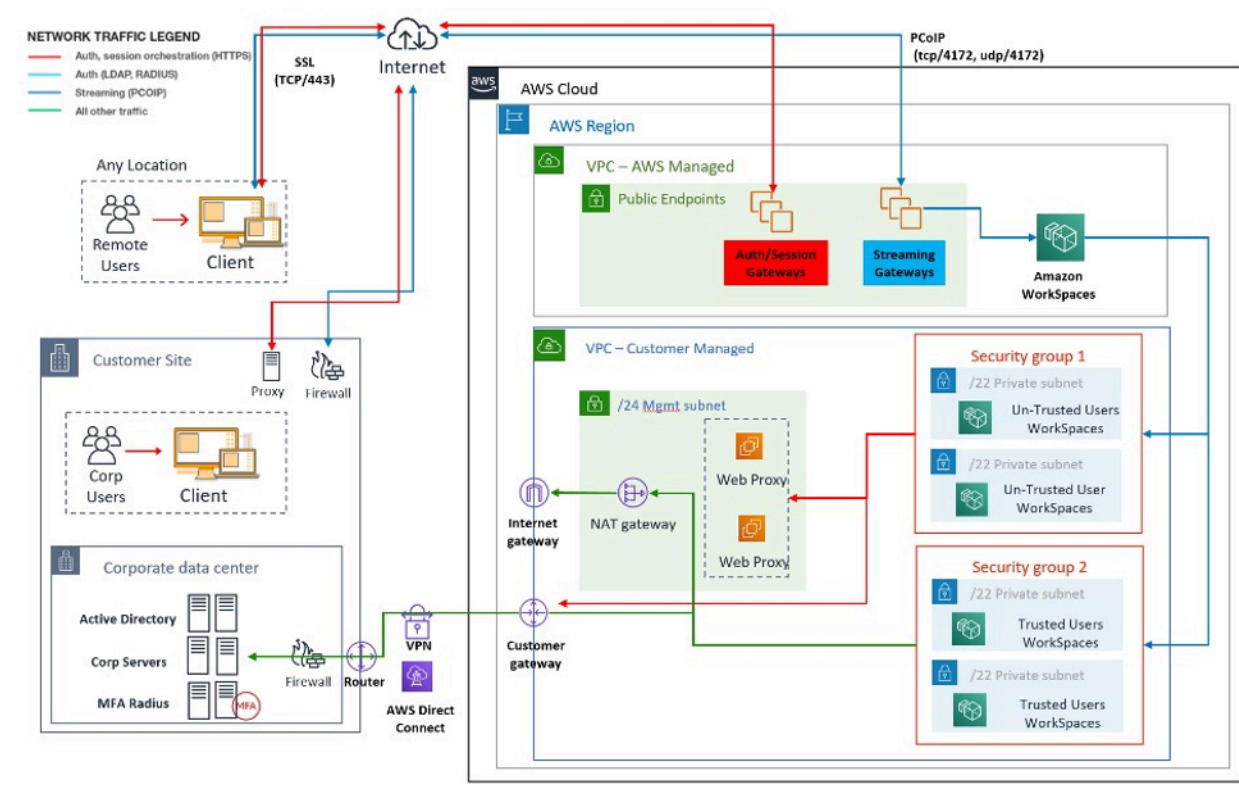 NETWORK TRAFFIC LEGEND
Auth, session orchestration (HTTPS)
Auth (LDAP, RADIUS)
Streaming (PCOIP)
All other traffic
SSL
(TCP/443)
Internet
PCoIP
(tcp/4172, udp/4172)
Any Location
Remote
Users
Client
aws
AWS Cloud
AWS Region
VPC – AWS Managed
Public Endpoints
Auth/Session
Gateways
Streaming
Gateways
Amazon
WorkSpaces
Customer Site
Proxy
Firewall
Corp
Users
Client
Corporate data center
Active Directory
Corp Servers
MFA Radius
MFA
Firewall
Router
VPN
AWS Direct
Connect
VPC – Customer Managed
/24 Mgmt subnet
Web Proxy
Web Proxy
NAT gateway
Internet
gateway
Customer
gateway
Security group 1
/22 Private subnet
Un-Trusted Users
WorkSpaces
/22 Private subnet
Un-Trusted User
WorkSpaces
Security group 2
/22 Private subnet
Trusted Users
WorkSpaces
/22 Private subnet
Trusted Users
WorkSpaces